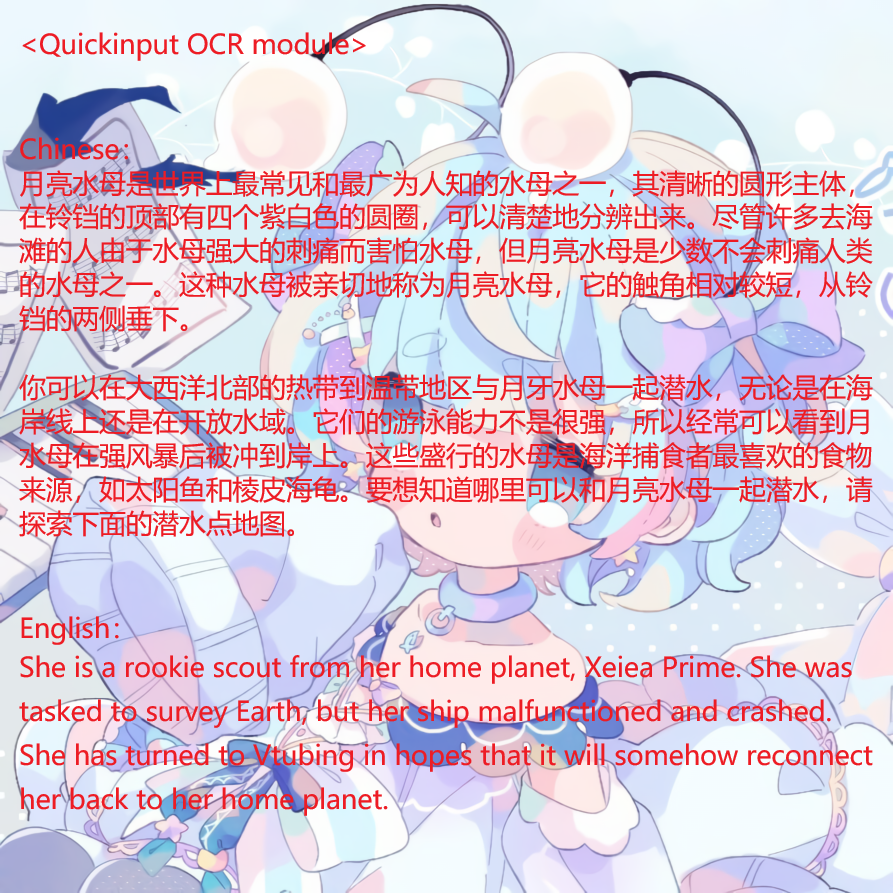 <Quickinput OCR module>
Chinese：
月亮水母是世界上最常见和最广为人知的水母之一，其清晰的圆形主体，
在铃铛的顶部有四个紫白色的圆圈，可以清楚地分辨出来。尽管许多去海
滩的人由于水母强大的刺痛而害怕水母，但月亮水母是少数不会刺痛人类
的水母之一。这种水母被亲切地称为月亮水母，它的触角相对较短，从铃
铛的两侧垂下。
你可以在大西洋北部的热带到温带地区与月牙水母一起潜水，无论是在海
岸线上还是在开放水域。它们的游泳能力不是很强，所以经常可以看到月
水母在强风暴后被冲到岸上。这些盛行的水母是海洋捕食者最喜欢的食物
来源，如太阳鱼和棱皮海龟。要想知道哪里可以和月亮水母一起潜水，请
探索下面的潜水点地图。
English：
She is a rookie scout from her home planet, Xeiea Prime. She was
tasked to survey Earth, but her ship malfunctioned and crashed.
She has turned to Vtubing in hopes that it will somehow reconnect
her back to her home planet.